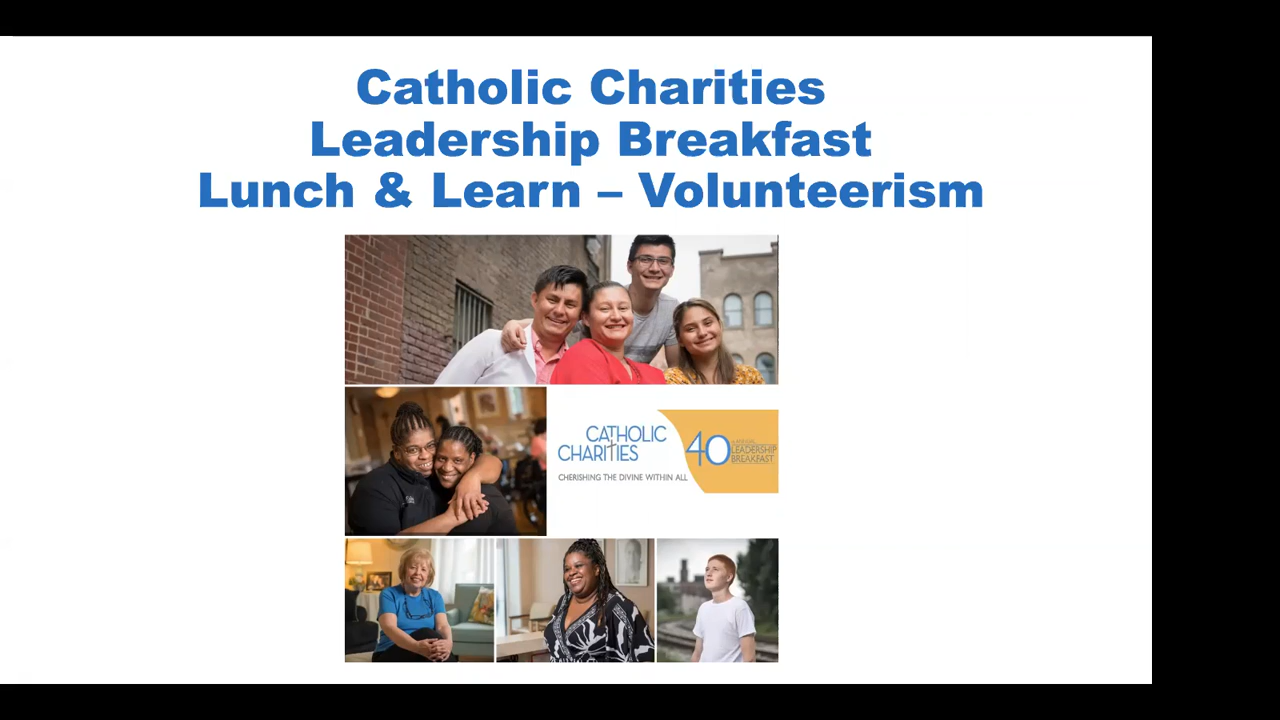 Catholic Charities
Leadership Breakfast
Lunch & Learn – Volunteerism
CATHOLIC
CHARITIES
CHERISHING THE DIVINE WITHIN ALL
40
LEADERSHIP
BREAKFAST